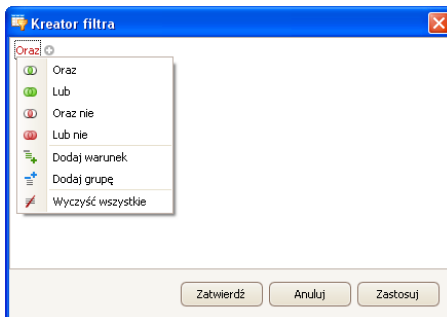 Kreator filtra
Oraz
Oraz
Lub
Oraz nie
Lub nie
Dodaj warunek
Dodaj grupę
Wyczyść wszystkie
Zatwierdź Anuluj Zastosuj